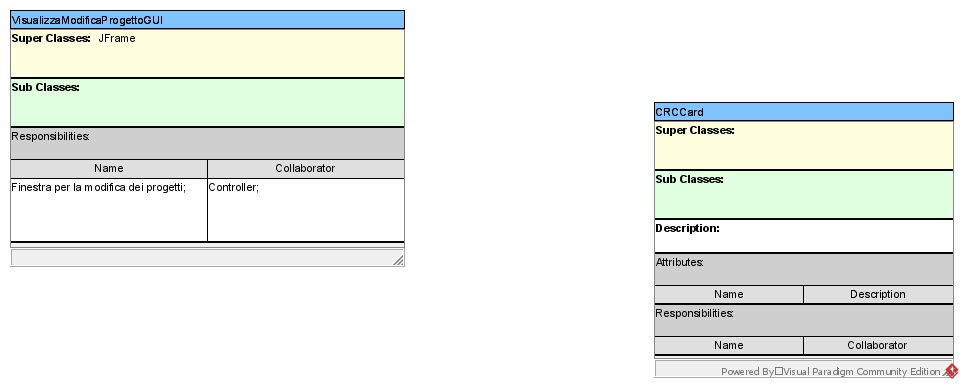 VisualizzaModificaProgettoGUI
Super Classes: JFrame
Sub Classes:
Responsibilities:
Name Collaborator
Finestra per la modifica dei progetti; Controller;
CRCCard
Super Classes:
Sub Classes:
Description:
Attributes:
Name Description
Responsibilities:
Name Collaborator
Powered By□Visual Paradigm Community Edition